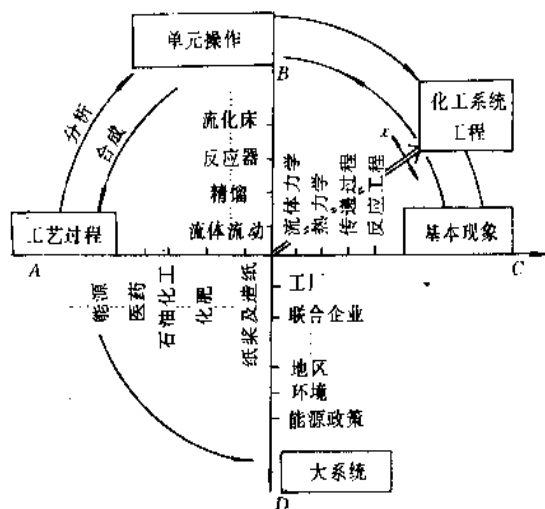 单元操作
B
化工系统
工程
分析
合成
流化床
反应器
精馏
流体流动
流体力学
热力学
传递过程
反应工程
x
工艺过程
基本现象
A
C
能源
医药
石油化工
化肥
纸浆及造纸
工厂
联合企业
地区
环境
能源政策
大系统
D